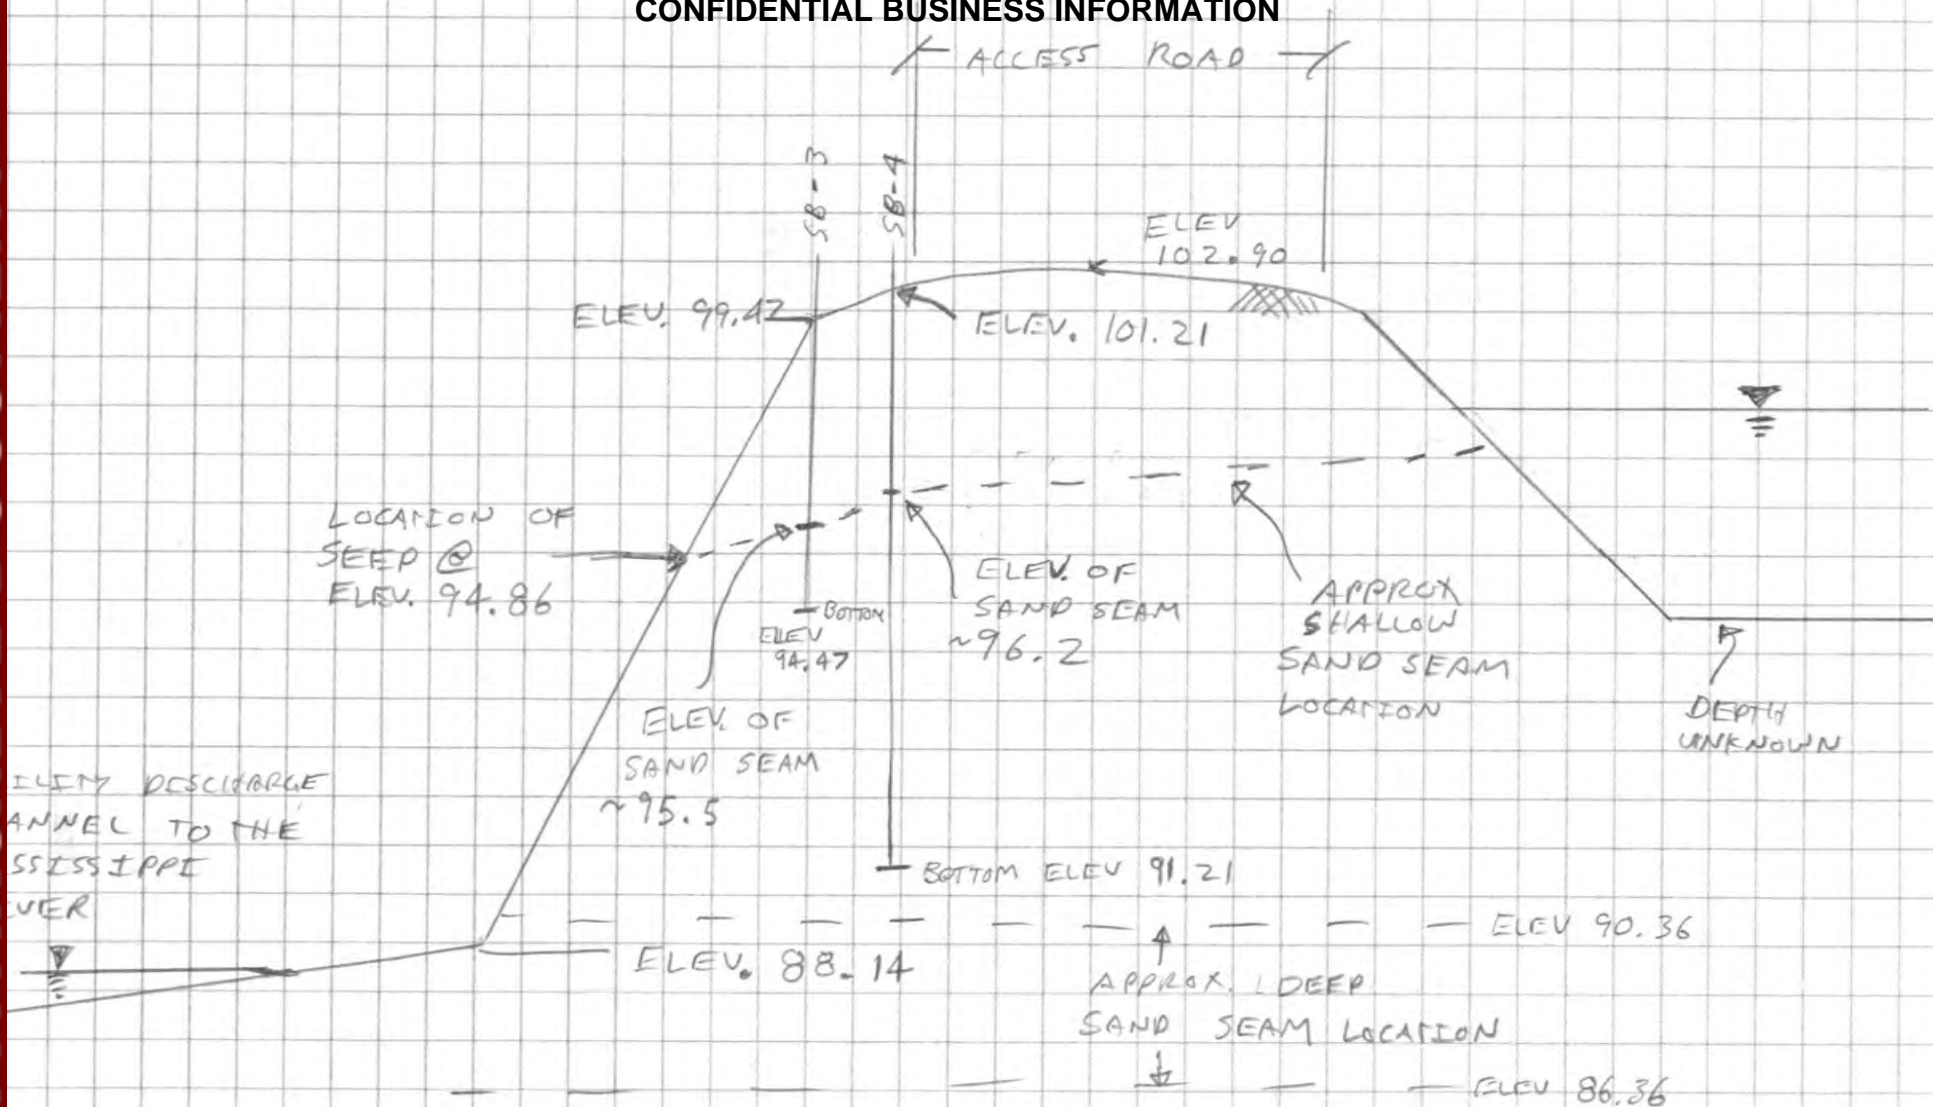 CONFIDENTIAL BUSINESS INFORMATION
ACCESS ROAD
SB-3
SB-4
ELEV
102.90
ELEV. 99.47
ELEV. 101.21
LOCATION OF
SEEP @
ELEV. 94.86
BOTTOM
ELEV
94.47
ELEV. OF
SAND SEAM
~96.2
APPROX
SHALLOW
SAND SEAM
LOCATION
DEPTH
UNKNOWN
ELEV. OF
SAND SEAM
~95.5
ILITY DISCHARGE
ANNEL TO THE
SSISSIPPI
VER
BOTTOM ELEV 91.21
ELEV 90.36
ELEV. 88.14
APPROX. DEEP
SAND SEAM LOCATION
ELEV 86.36